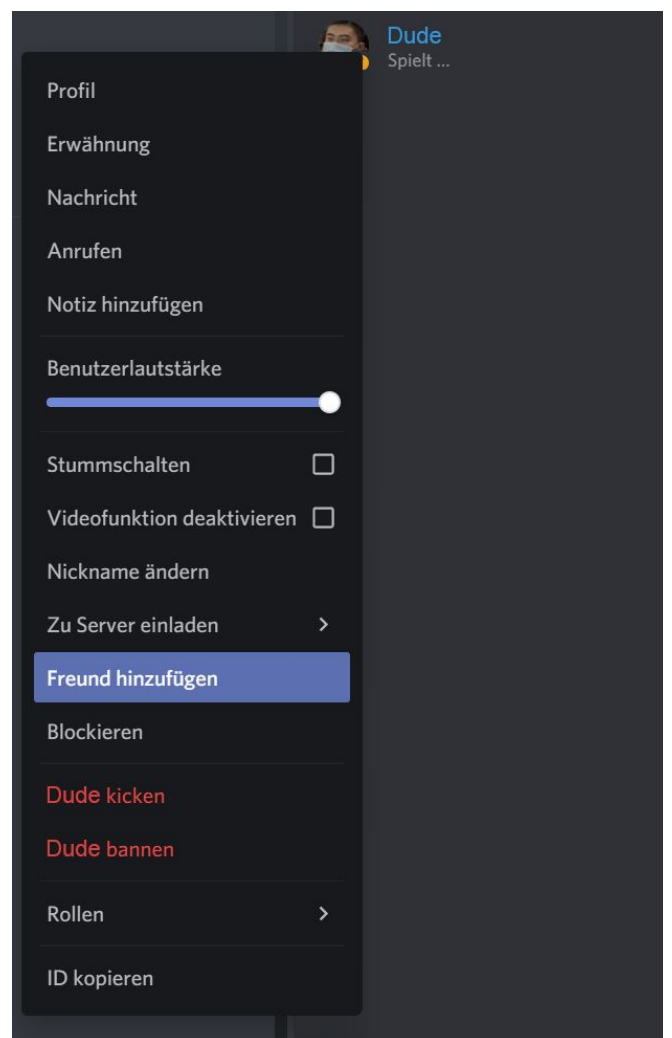 Dude
Spielt ...
Profil
Erwähnung
Nachricht
Anrufen
Notiz hinzufügen
Benutzerlautstärke
Stummschalten
Videofunktion deaktivieren
Nickname ändern
Zu Server einladen
Freund hinzufügen
Blockieren
Dude kicken
Dude bannen
Rollen
ID kopieren